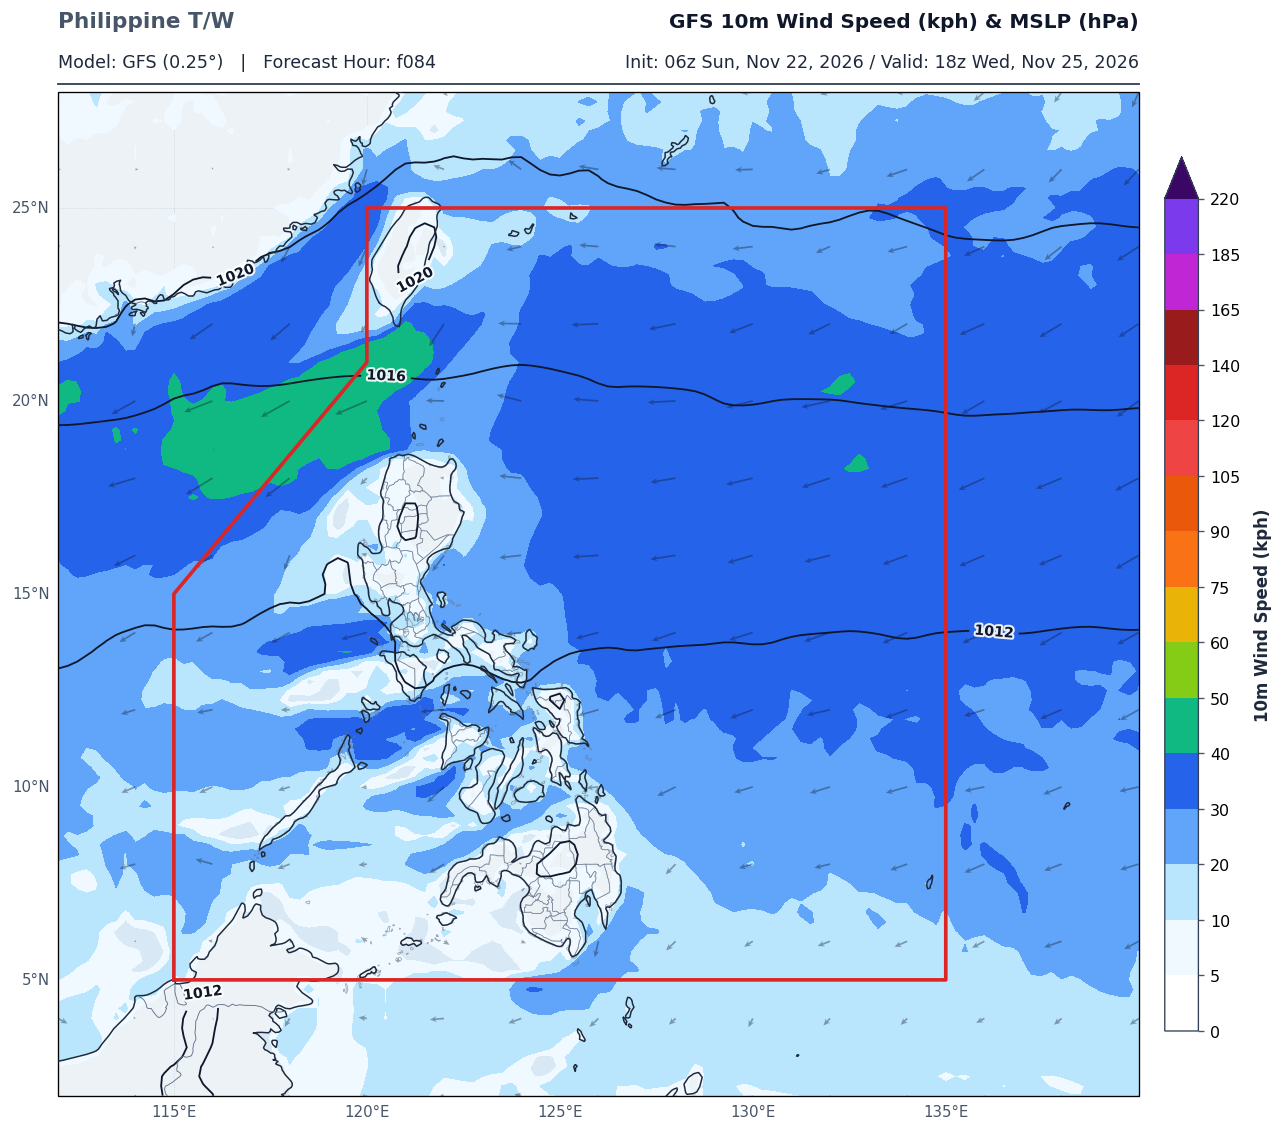 Philippine T/W
GFS 10m Wind Speed (kph) & MSLP (hPa)
Model: GFS (0.25°) | Forecast Hour: f084
Init: 06z Sun, Nov 22, 2026 / Valid: 18z Wed, Nov 25, 2026
25°N
20°N
15°N
10°N
5°N
115°E
120°E
125°E
130°E
135°E
1020
1020
1016
1012
1012
220
185
165
140
120
105
90
75
60
50
40
30
20
10
5
0
10m Wind Speed (kph)